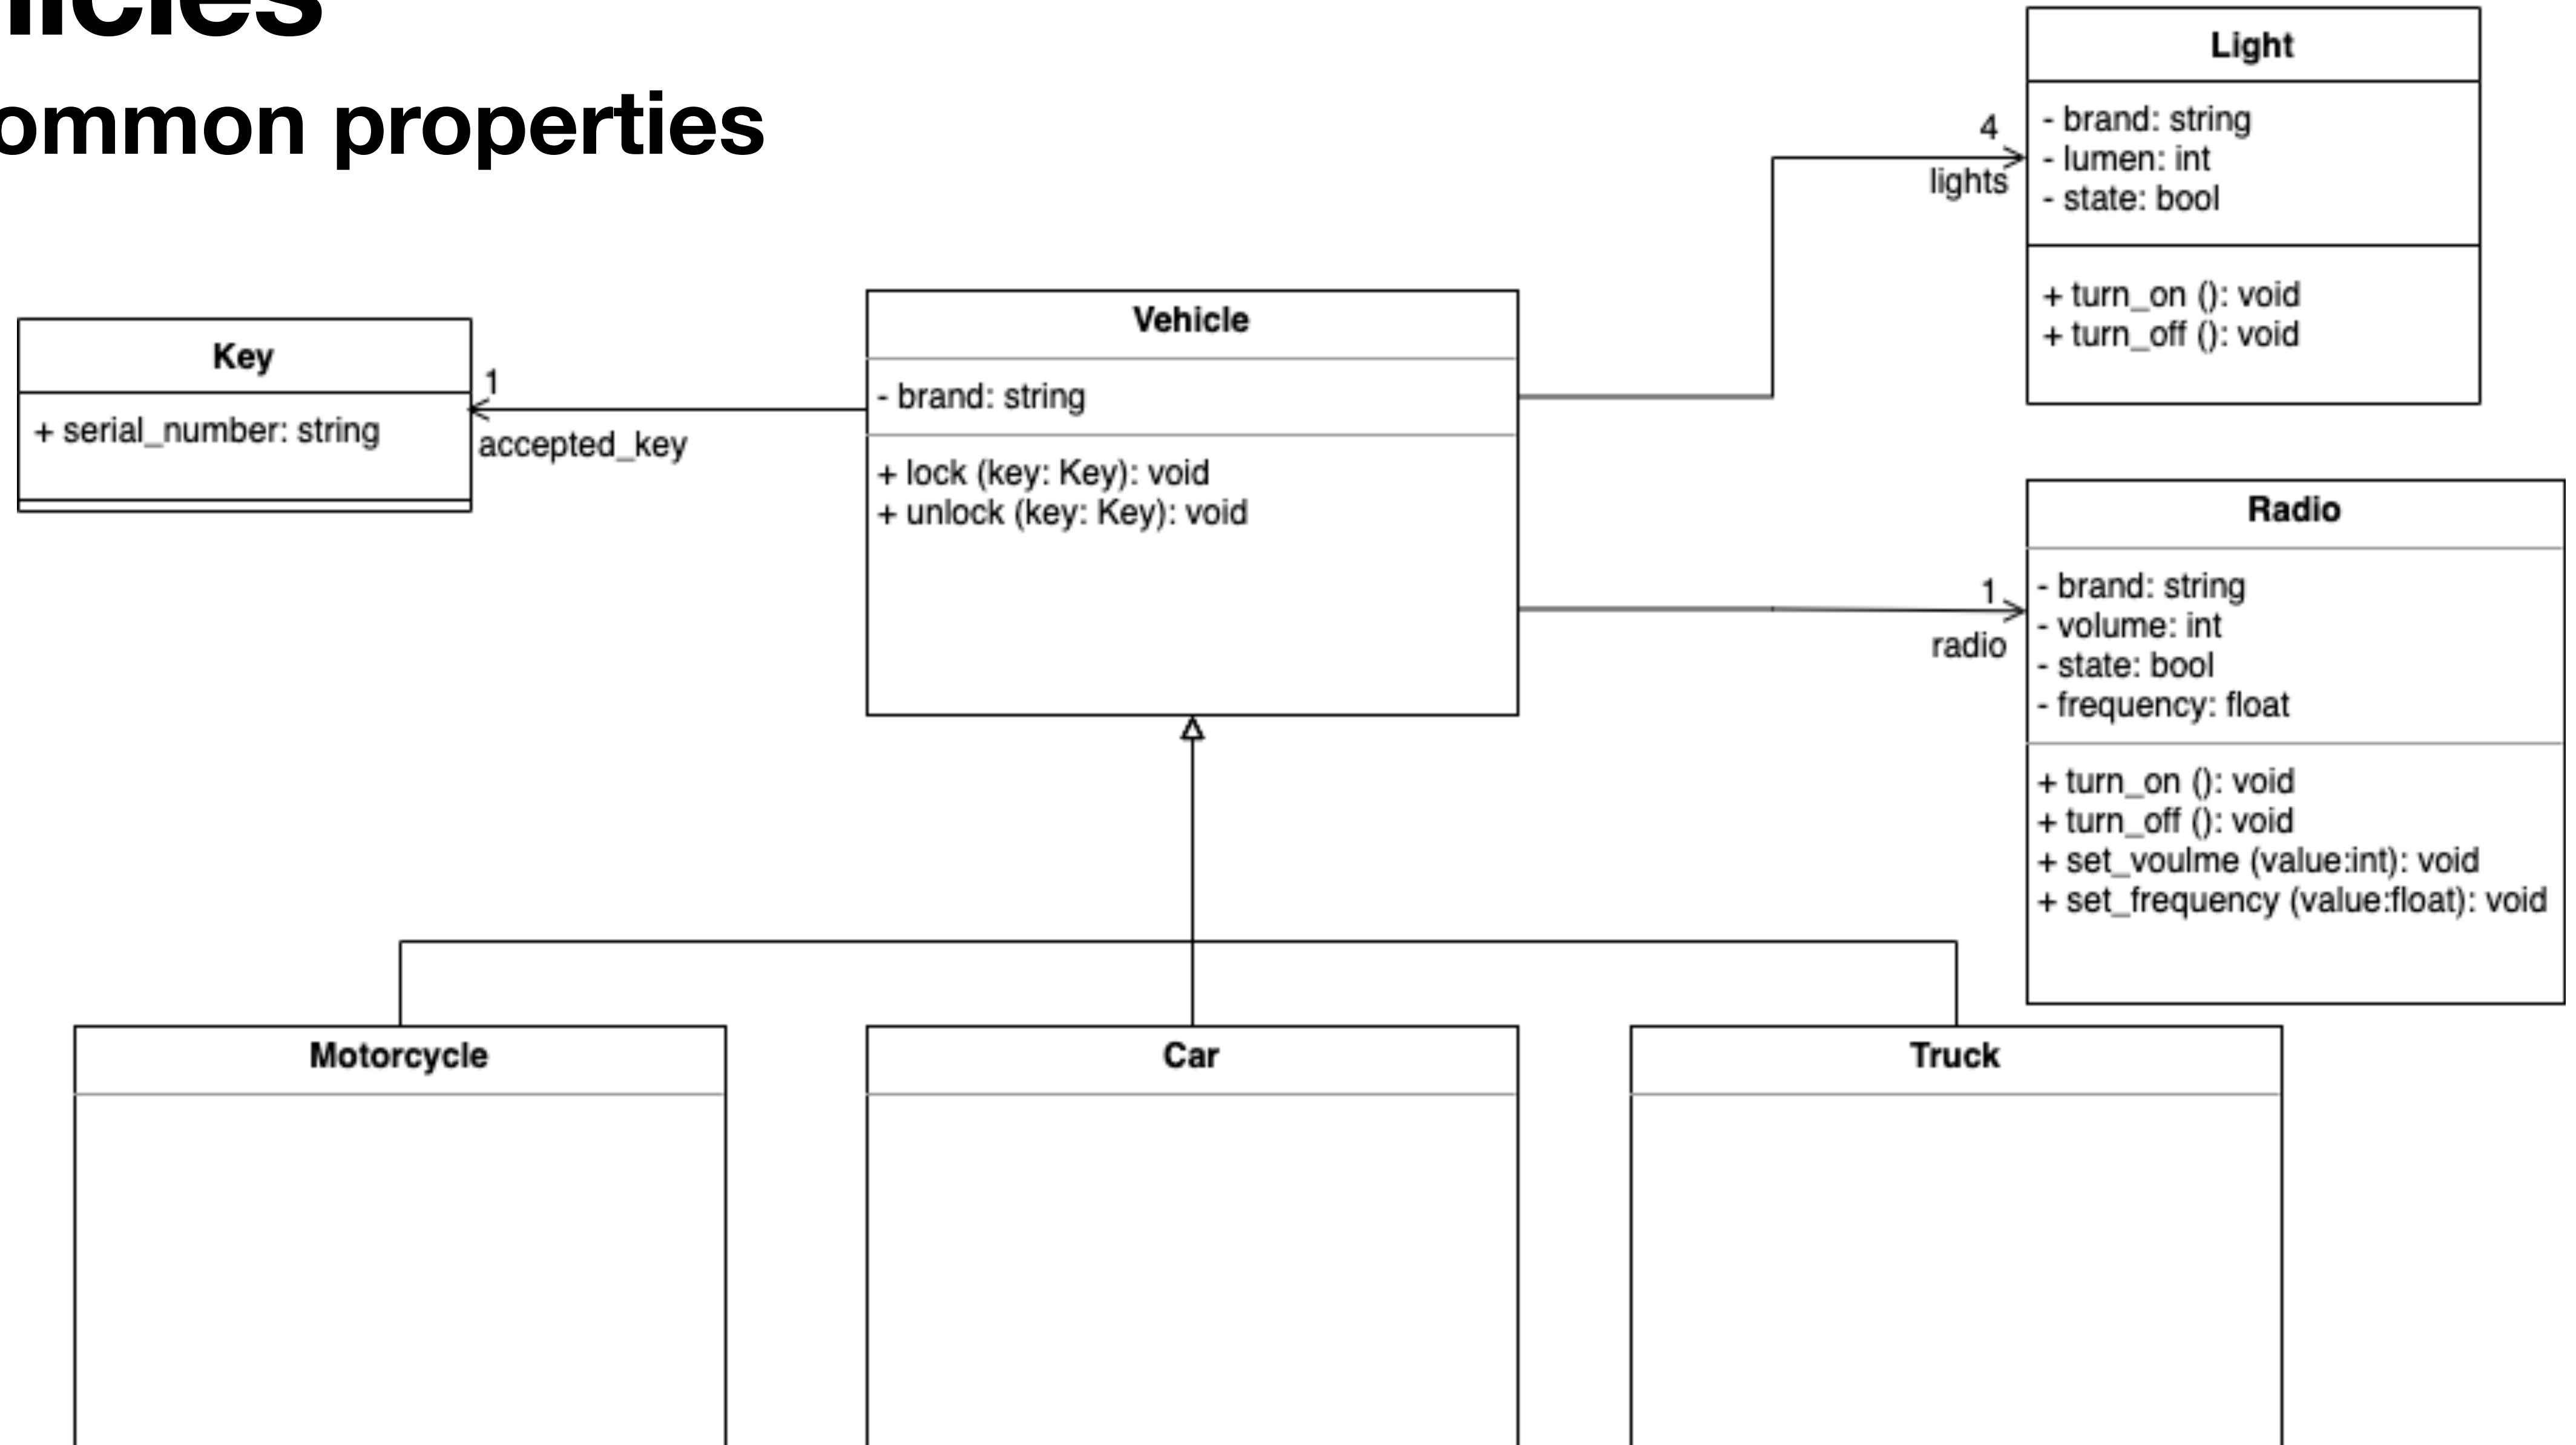 ommon properties
Light
- brand: string
- lumen: int
- state: bool
+ turn_on (): void
+ turn_off (): void
4
lights
Key
+ serial_number: string
1
accepted_key
Vehicle
- brand: string
+ lock (key: Key): void
+ unlock (key: Key): void
1
radio
Radio
- brand: string
- volume: int
- state: bool
- frequency: float
+ turn_on (): void
+ turn_off (): void
+ set_voulme (value:int): void
+ set_frequency (value:float): void
Motorcycle
Car
Truck